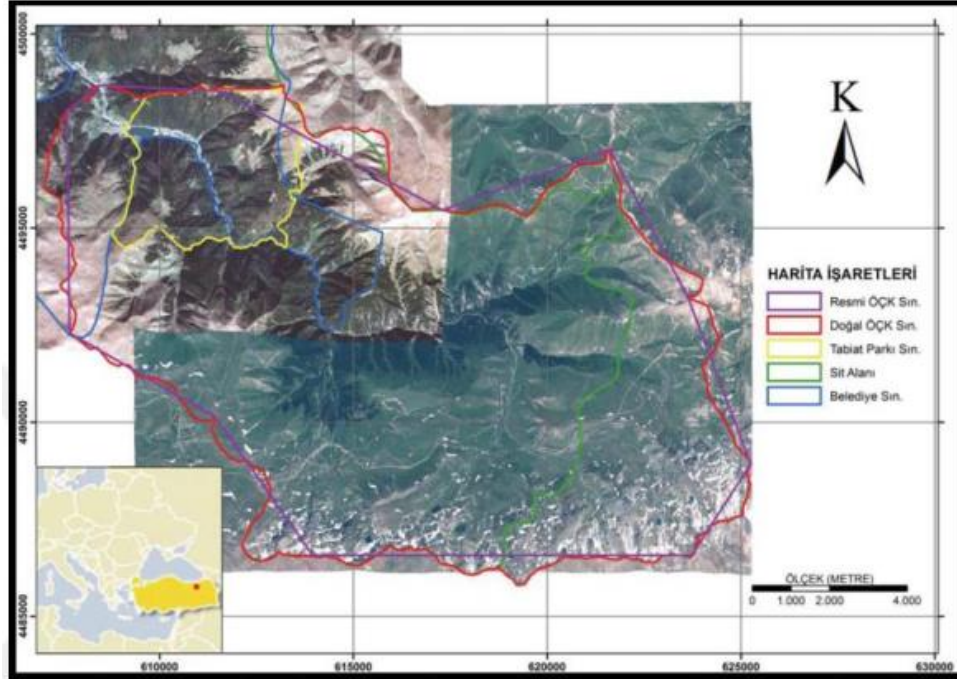 4500000
4495000
4490000
4485000
K
HARİTA İŞARETLERİ
Resmi ÖÇK Sın.
Doğal ÖÇK Sın.
Tabiat Parkı Sın.
Sit Alanı
Belediye Sın.
ÖLÇEK (METRE)
0 1.000 2.000 4.000
610000 615000 620000 625000 630000